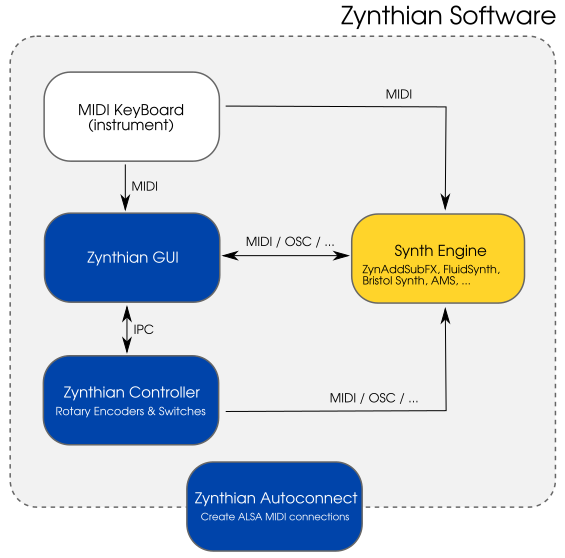 Zynthian Software
MIDI KeyBoard
(instrument)
MIDI
MIDI
Zynthian GUI
MIDI / OSC / ...
Synth Engine
ZynAddSubFX, FluidSynth,
Bristol Synth, AMS, ...
IPC
Zynthian Controller
Rotary Encoders & Switches
MIDI / OSC / ...
Zynthian Autoconnect
Create ALSA MIDI connections